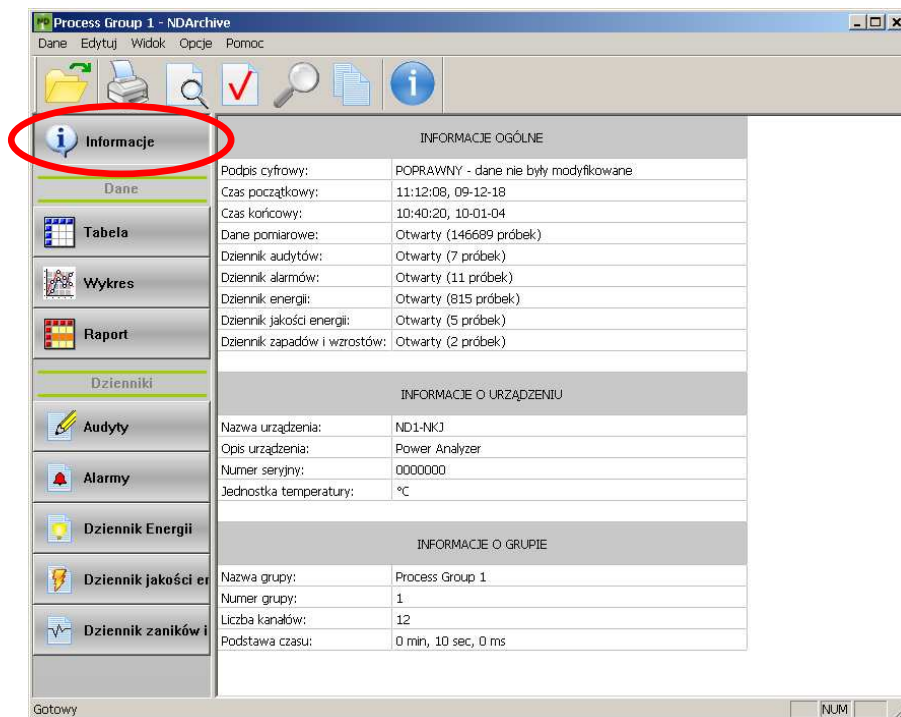 Process Group 1 - NDArchive
Dane Edytuj Widok Opcje Pomoc
Informacje
Dane
Tabela
Wykres
Raport
Dzienniki
Audyty
Alarmy
Dziennik Energii
Dziennik jakości er
Dziennik zaników i
INFORMACJE OGÓLNE
Podpis cyfrowy: POPRAWNY - dane nie były modyfikowane
Czas początkowy: 11:12:08, 09-12-18
Czas końcowy: 10:40:20, 10-01-04
Dane pomiarowe: Otwarty (146689 próbek)
Dziennik audytów: Otwarty (7 próbek)
Dziennik alarmów: Otwarty (11 próbek)
Dziennik energii: Otwarty (815 próbek)
Dziennik jakości energii: Otwarty (5 próbek)
Dziennik zapadów i wzrostów: Otwarty (2 próbek)
INFORMACJE O URZĄDZENIU
Nazwa urządzenia: ND1-NKJ
Opis urządzenia: Power Analyzer
Numer seryjny: 0000000
Jednostka temperatury: °C
INFORMACJE O GRUPIE
Nazwa grupy: Process Group 1
Numer grupy: 1
Liczba kanałów: 12
Podstawa czasu: 0 min, 10 sec, 0 ms
Gotowy NUM